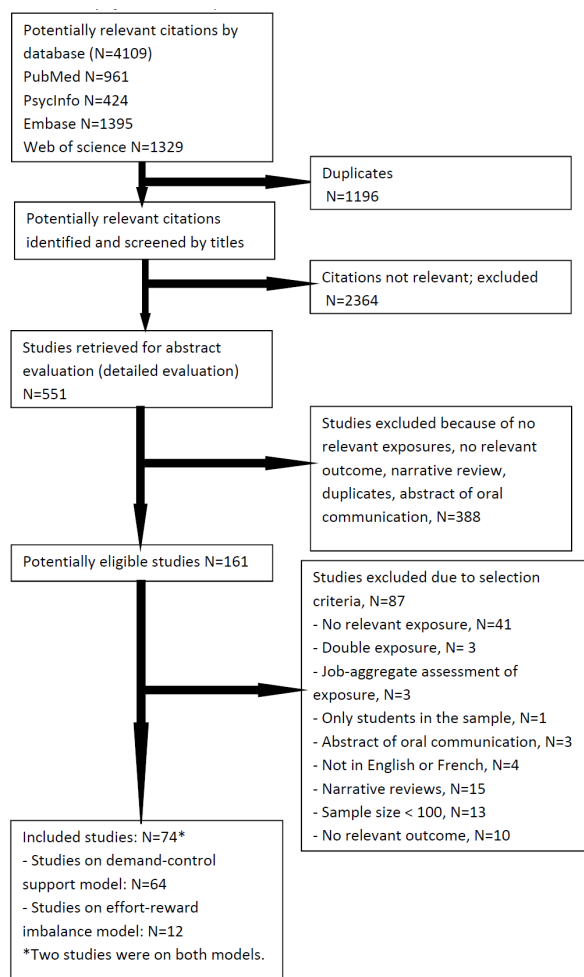 Potentially relevant citations by
database (N=4109)
PubMed N=961
PsycInfo N=424
Embase N=1395
Web of science N=1329
Duplicates
N=1196
Potentially relevant citations
identified and screened by titles
Citations not relevant; excluded
N=2364
Studies retrieved for abstract
evaluation (detailed evaluation)
N=551
Studies excluded because of no
relevant exposures, no relevant
outcome, narrative review,
duplicates, abstract of oral
communication, N=388
Potentially eligible studies N=161
Studies excluded due to selection
criteria, N=87
- No relevant exposure, N=41
- Double exposure, N= 3
- Job-aggregate assessment of
exposure, N=3
- Only students in the sample, N=1
- Abstract of oral communication, N=3
- Not in English or French, N=4
- Narrative reviews, N=15
- Sample size < 100, N=13
- No relevant outcome, N=10
Included studies: N=74*
- Studies on demand-control
support model: N=64
- Studies on effort-reward
imbalance model: N=12
*Two studies were on both models.